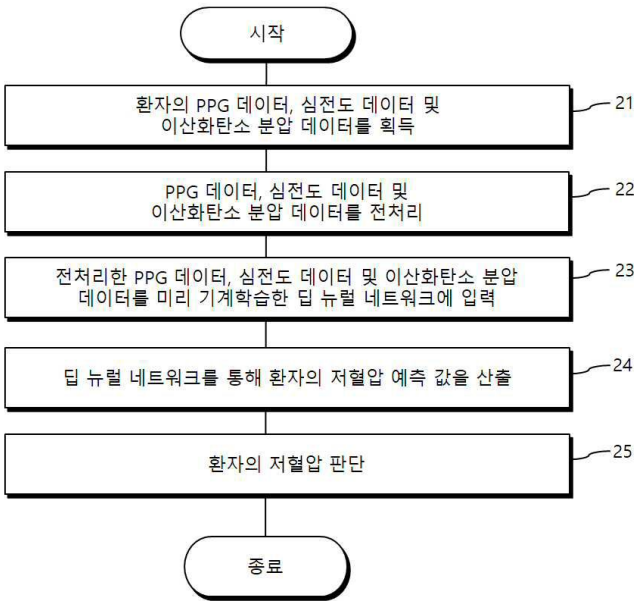 시작
환자의 PPG 데이터, 심전도 데이터 및
이산화탄소 분압 데이터를 획득
21
PPG 데이터, 심전도 데이터 및
이산화탄소 분압 데이터를 전처리
22
전처리한 PPG 데이터, 심전도 데이터 및 이산화탄소 분압
데이터를 미리 기계학습한 딥 뉴럴 네트워크에 입력
23
딥 뉴럴 네트워크를 통해 환자의 저혈압 예측 값을 산출
24
환자의 저혈압 판단
25
종료